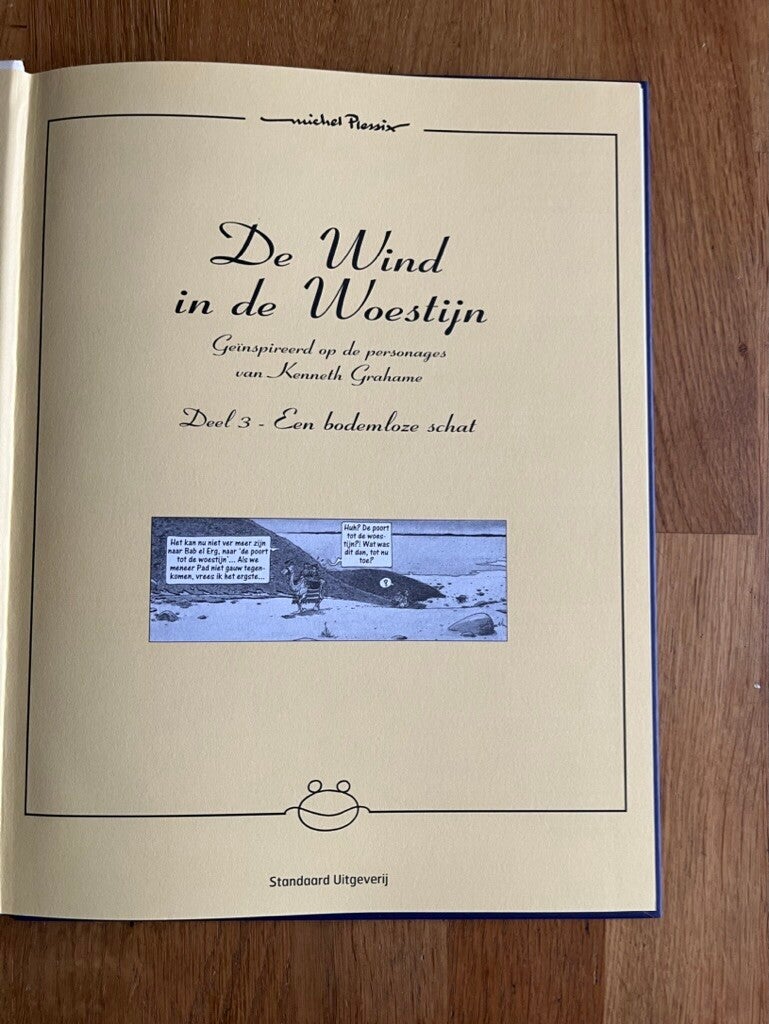 michel Plessix
De Wind
in de Woestijn
Geïnspireerd op de personages
van Kenneth Grahame
Deel 3 - Een bodemloze schat
Het kan nu niet ver meer zijn
naar Bab el Erg, naar 'de poort
tot de woestijn'... Als we
meneer Pad niet gauw tegen-
komen, vrees ik het ergste...
Huh? De poort
tot de woes-
tijn?! Wat was
dit dan, tot nu
toe?
?
Standaard Uitgeverij